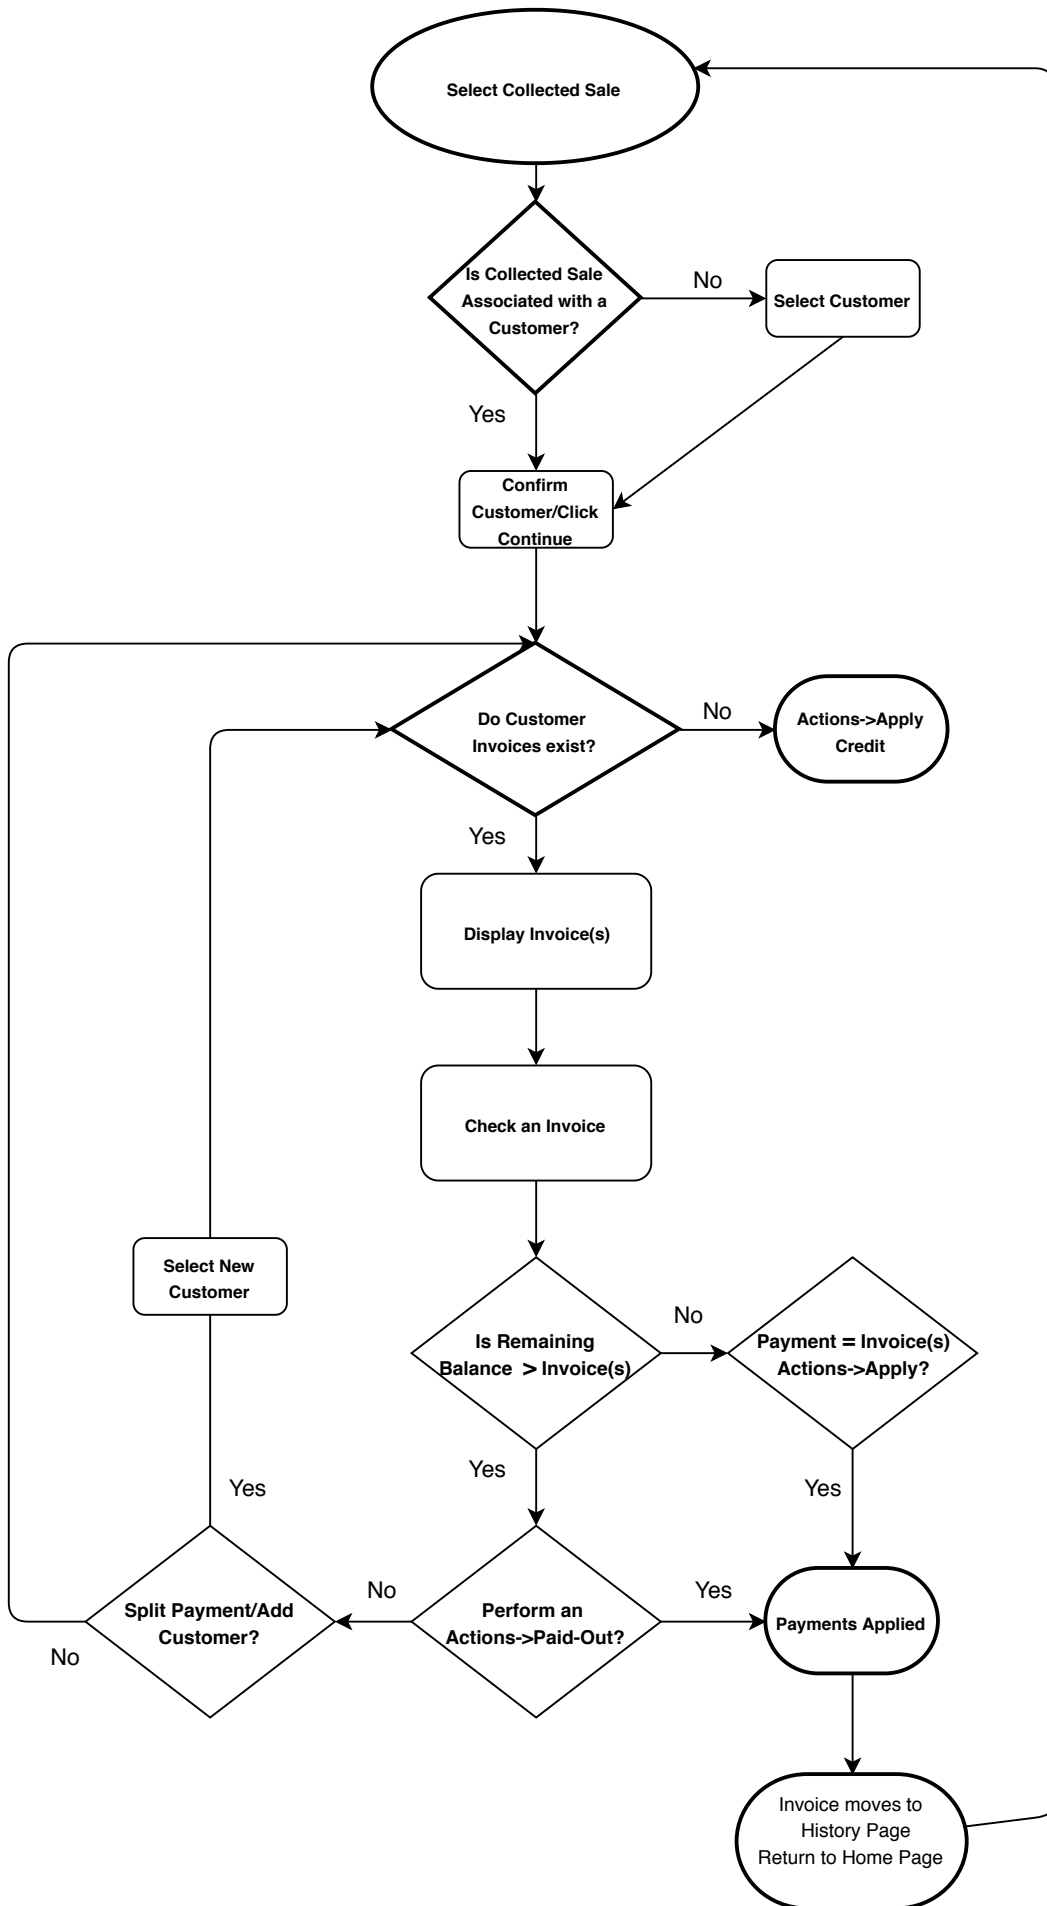 Select Collected Sale
Is Collected Sale
Associated with a
Customer?
No
Select Customer
Yes
Confirm
Customer/Click
Continue
Do Customer
Invoices exist?
No
Actions->Apply
Credit
Yes
Display Invoice(s)
Check an Invoice
Select New
Customer
Is Remaining
Balance > Invoice(s)
No
Payment = Invoice(s)
Actions->Apply?
Yes
Yes
Yes
Split Payment/Add
Customer?
No
No
Perform an
Actions->Paid-Out?
Yes
Payments Applied
Invoice moves to
History Page
Return to Home Page